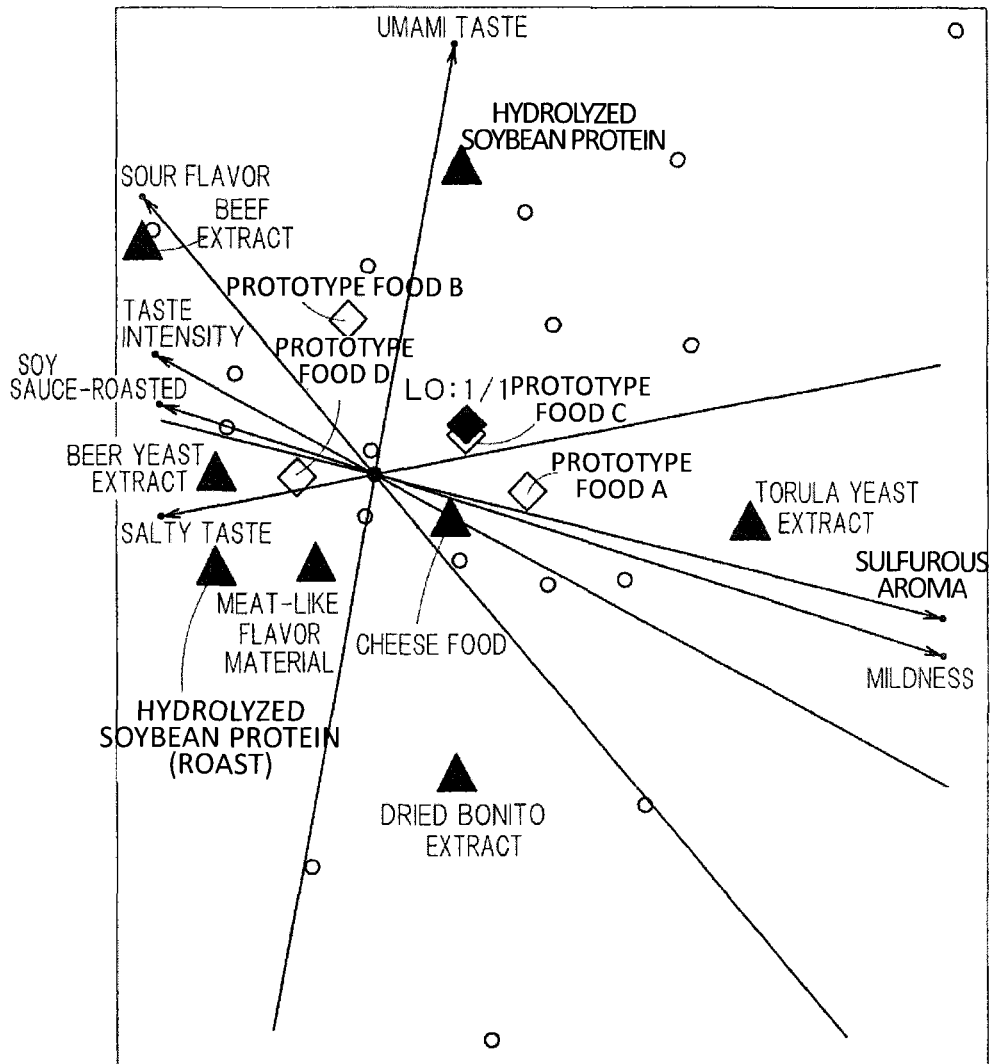 UMAMI TASTE
HYDROLYZED
SOYBEAN PROTEIN
SOUR FLAVOR
BEEF
EXTRACT
PROTOTYPE FOOD B
TASTE
INTENSITY
PROTOTYPE
FOOD D
SOY
SAUCE-ROASTED
LO:1/1
PROTOTYPE
FOOD C
BEER YEAST
EXTRACT
PROTOTYPE
FOOD A
TORULA YEAST
EXTRACT
SALTY TASTE
SULFUROUS
AROMA
MEAT-LIKE
FLAVOR
MATERIAL
CHEESE FOOD
MILDNESS
HYDROLYZED
SOYBEAN PROTEIN
(ROAST)
DRIED BONITO
EXTRACT